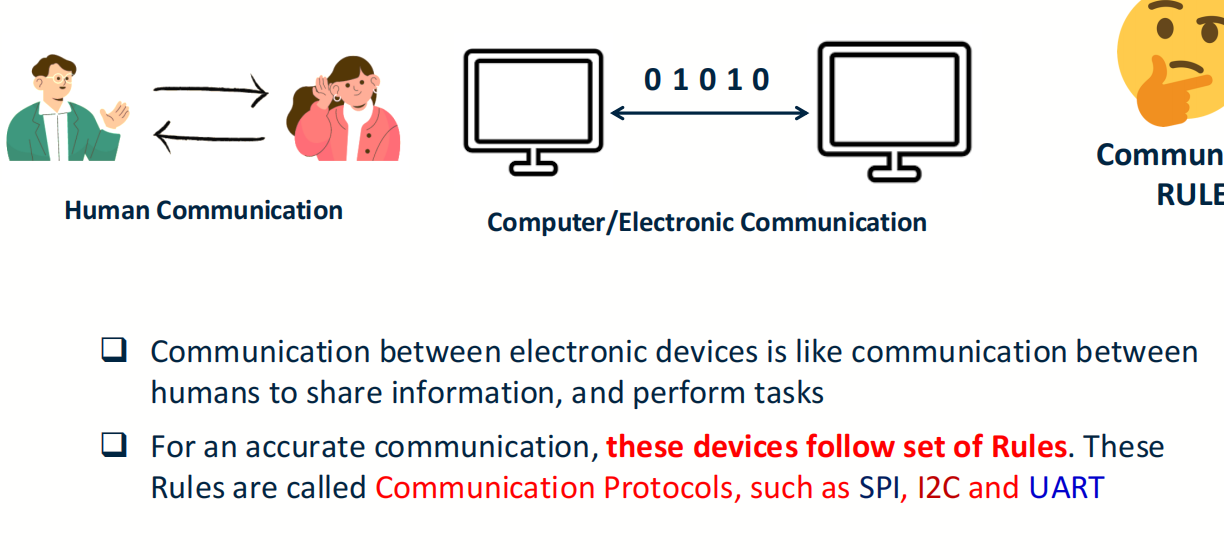 0 1 0 1 0
Commun
RULE
Human Communication
Computer/Electronic Communication
❑ Communication between electronic devices is like communication between
humans to share information, and perform tasks
❑ For an accurate communication, these devices follow set of Rules. These
Rules are called Communication Protocols, such as SPI, I2C and UART